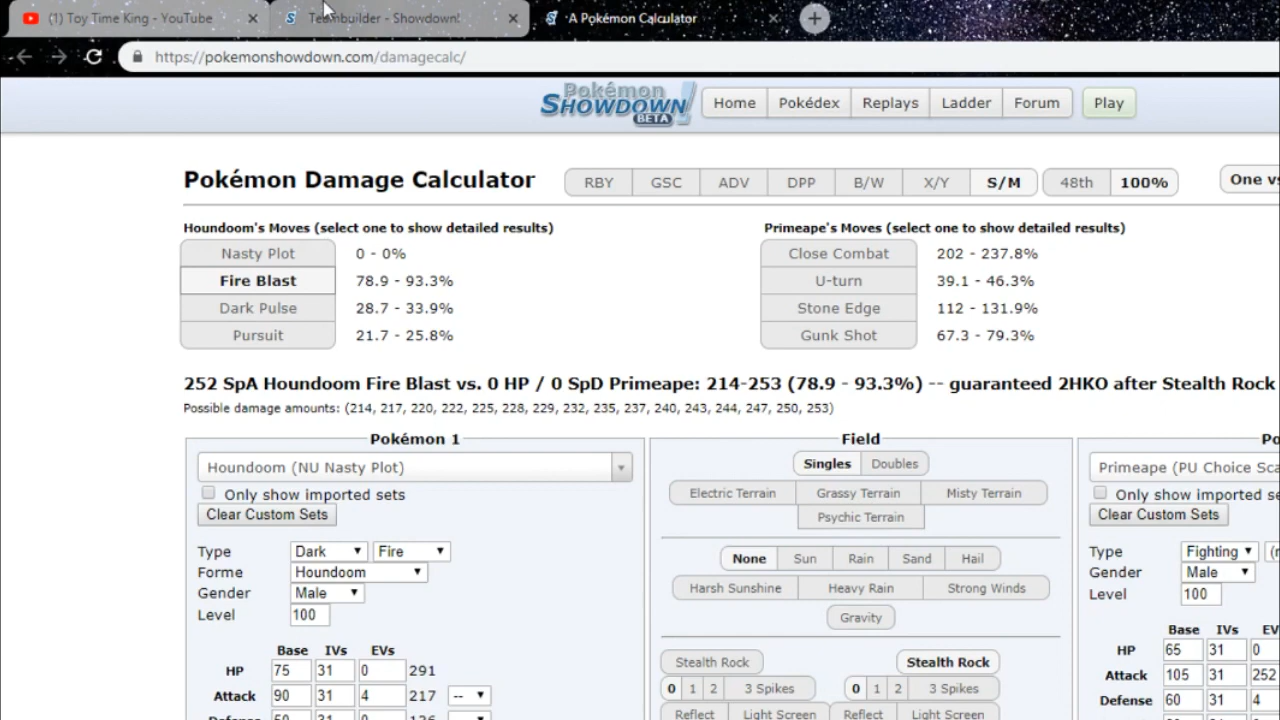 (1) Toy Time King - YouTube
Teambuilder - Showdown!
A Pokémon Calculator
https://pokemonshowdown.com/damagecalc/
Pokémon
SHOWDOWN!
BETA
Home Pokédex Replays Ladder Forum Play
Pokémon Damage Calculator RBY GSC ADV DPP B/W X/Y S/M 48th 100% One vs
Houndoom's Moves (select one to show detailed results) Primeape's Moves (select one to show detailed results)
Nasty Plot 0 - 0% Close Combat 202 - 237.8%
Fire Blast 78.9 - 93.3% U-turn 39.1 - 46.3%
Dark Pulse 28.7 - 33.9% Stone Edge 112 - 131.9%
Pursuit 21.7 - 25.8% Gunk Shot 67.3 - 79.3%
252 SpA Houndoom Fire Blast vs. 0 HP / 0 SpD Primeape: 214-253 (78.9 - 93.3%) -- guaranteed 2HKO after Stealth Rock
Possible damage amounts: (214, 217, 220, 222, 225, 228, 229, 232, 235, 237, 240, 243, 244, 247, 250, 253)
Pokémon 1 Field Po
Houndoom (NU Nasty Plot) Singles Doubles Primeape (PU Choice Sca
Only show imported sets Electric Terrain Grassy Terrain Misty Terrain Only show imported se
Clear Custom Sets Psychic Terrain Clear Custom Sets
Type Dark Fire None Sun Rain Sand Hail Type Fighting (n
Forme Houndoom Gender Male
Gender Male Harsh Sunshine Heavy Rain Strong Winds Level 100
Level 100 Gravity
Base IVs EVs Base IVs EV
HP 75 31 0 291 Stealth Rock Stealth Rock HP 65 31 0
Attack 90 31 4 217 -- 0 1 2 3 Spikes 0 1 2 3 Spikes Attack 105 31 252
Defense 50 31 0 136 Reflect Light Screen Reflect Light Screen Defense 60 31 4